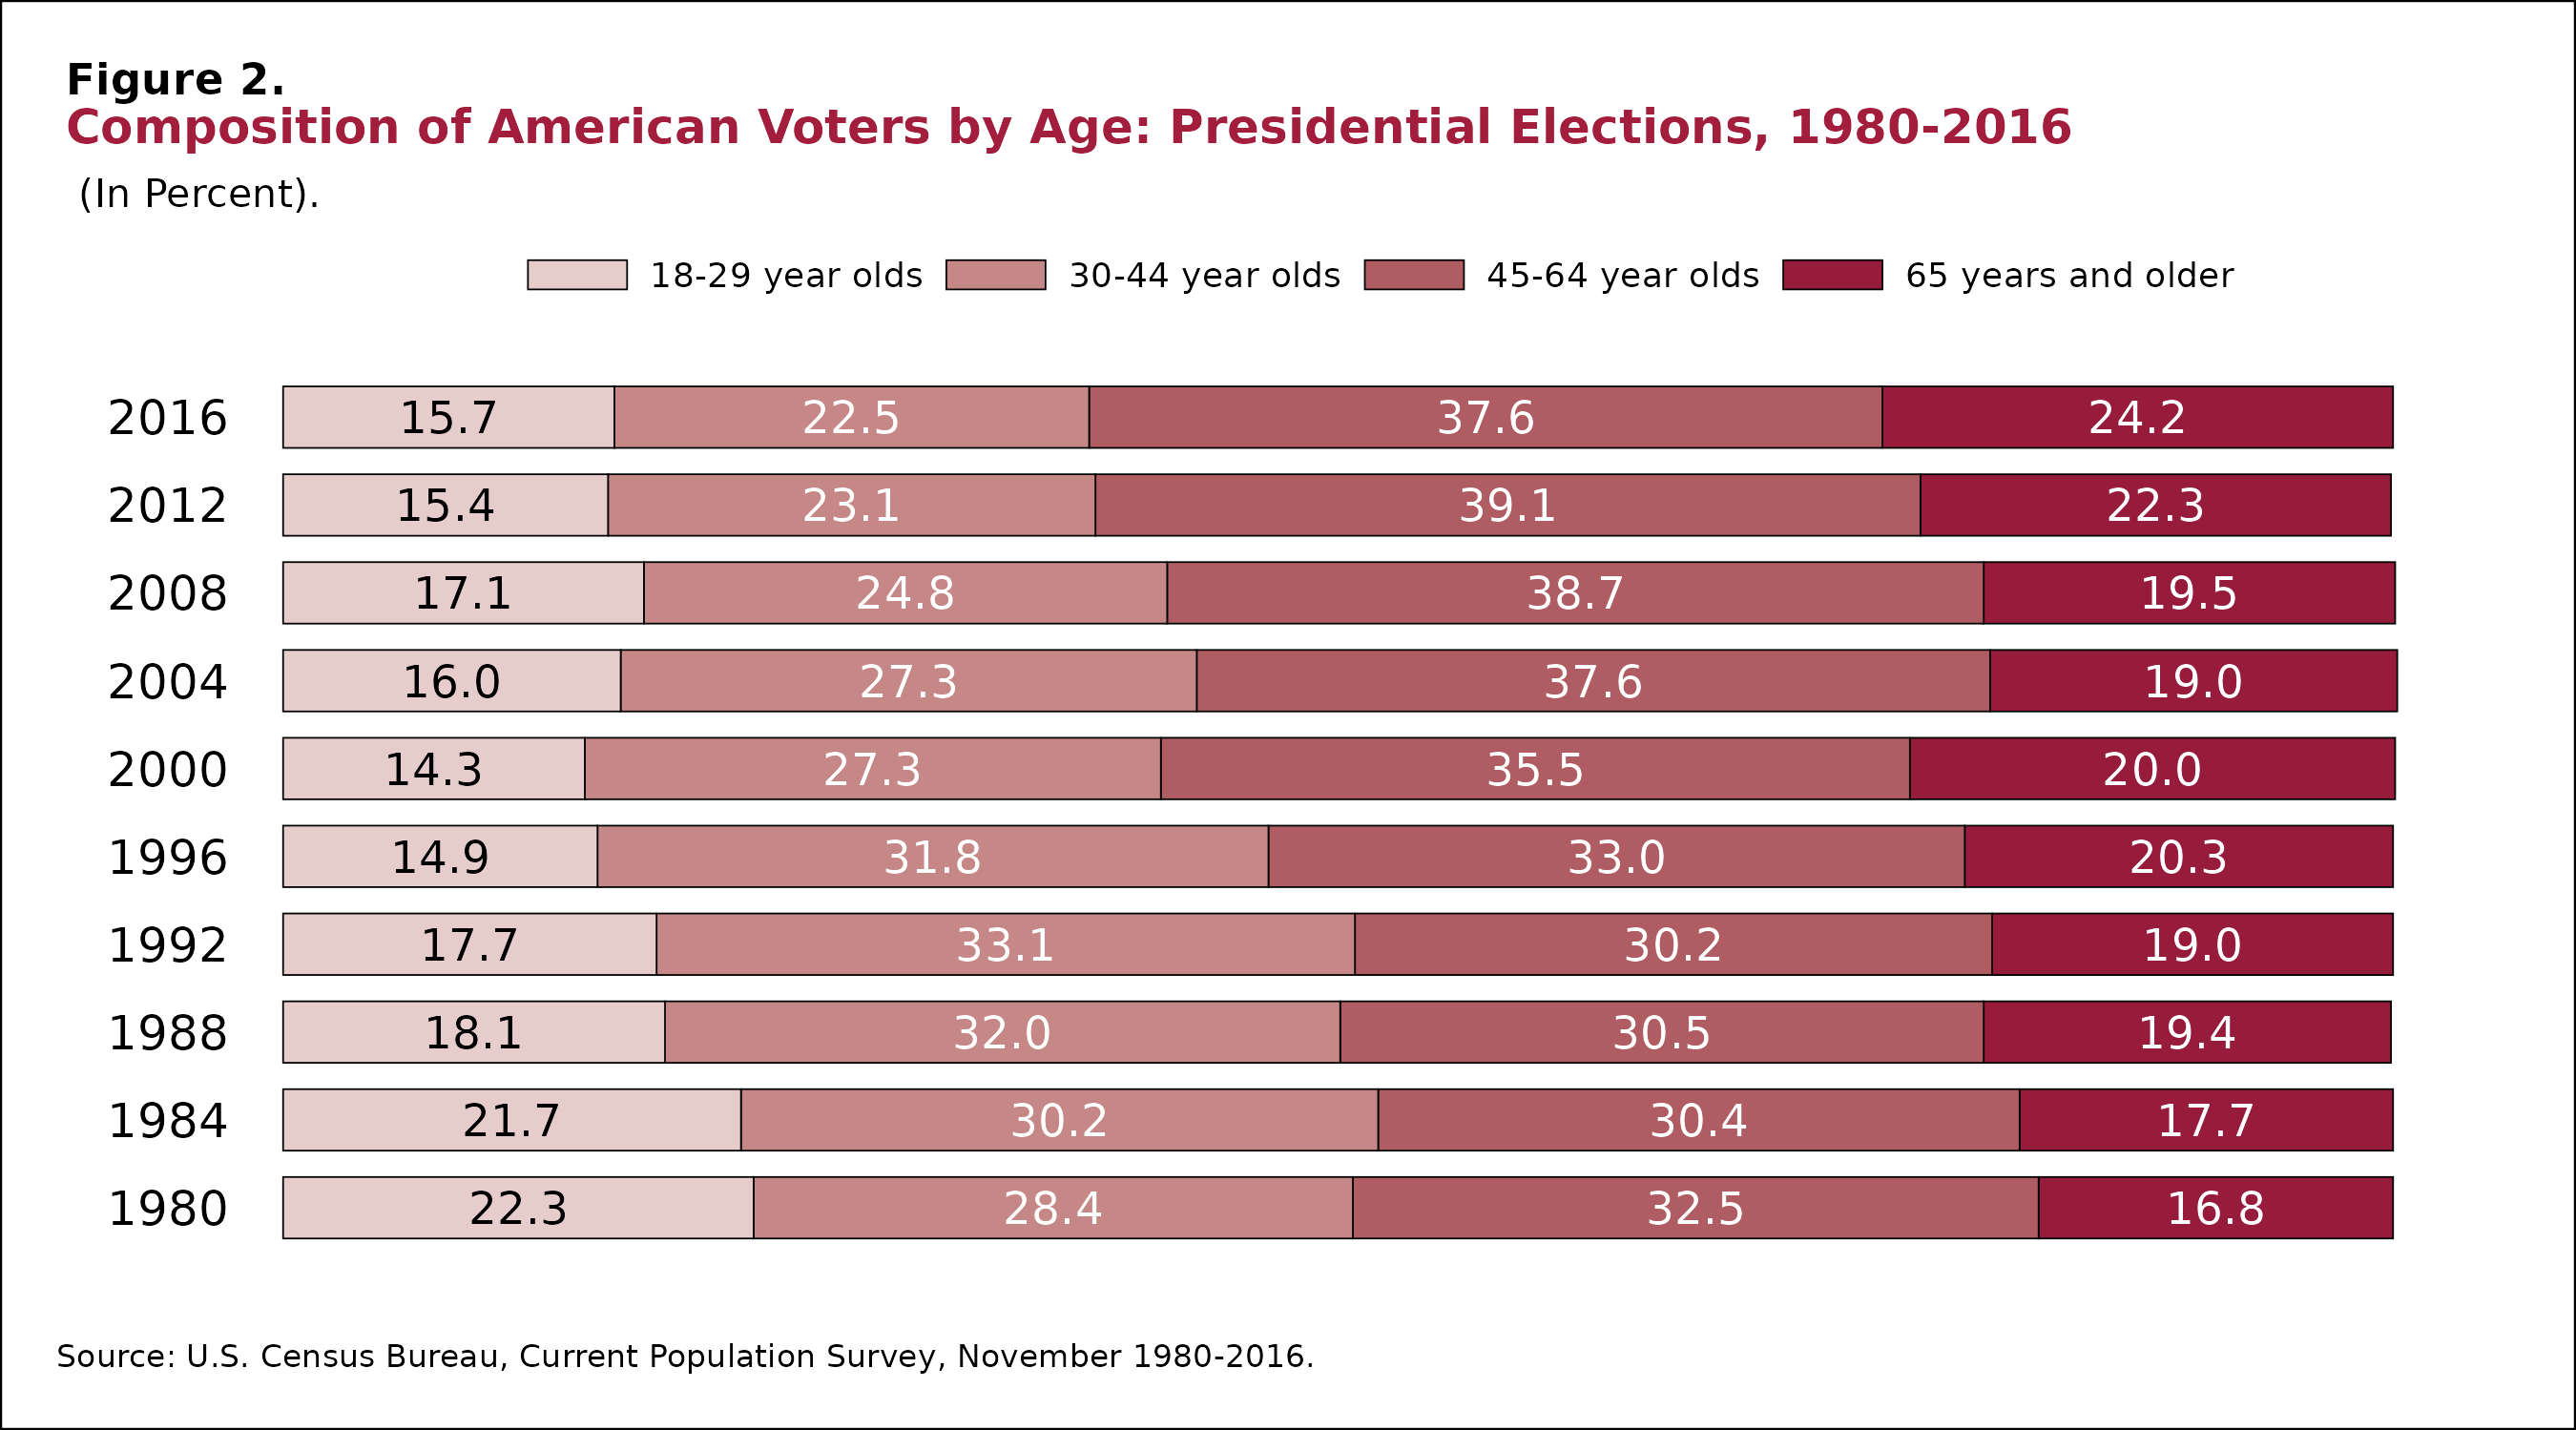 Figure 2.
Composition of American Voters by Age: Presidential Elections, 1980-2016
(In Percent).
18-29 year olds 30-44 year olds 45-64 year olds 65 years and older
2016 15.7 22.5 37.6 24.2
2012 15.4 23.1 39.1 22.3
2008 17.1 24.8 38.7 19.5
2004 16.0 27.3 37.6 19.0
2000 14.3 27.3 35.5 20.0
1996 14.9 31.8 33.0 20.3
1992 17.7 33.1 30.2 19.0
1988 18.1 32.0 30.5 19.4
1984 21.7 30.2 30.4 17.7
1980 22.3 28.4 32.5 16.8
Source: U.S. Census Bureau, Current Population Survey, November 1980-2016.